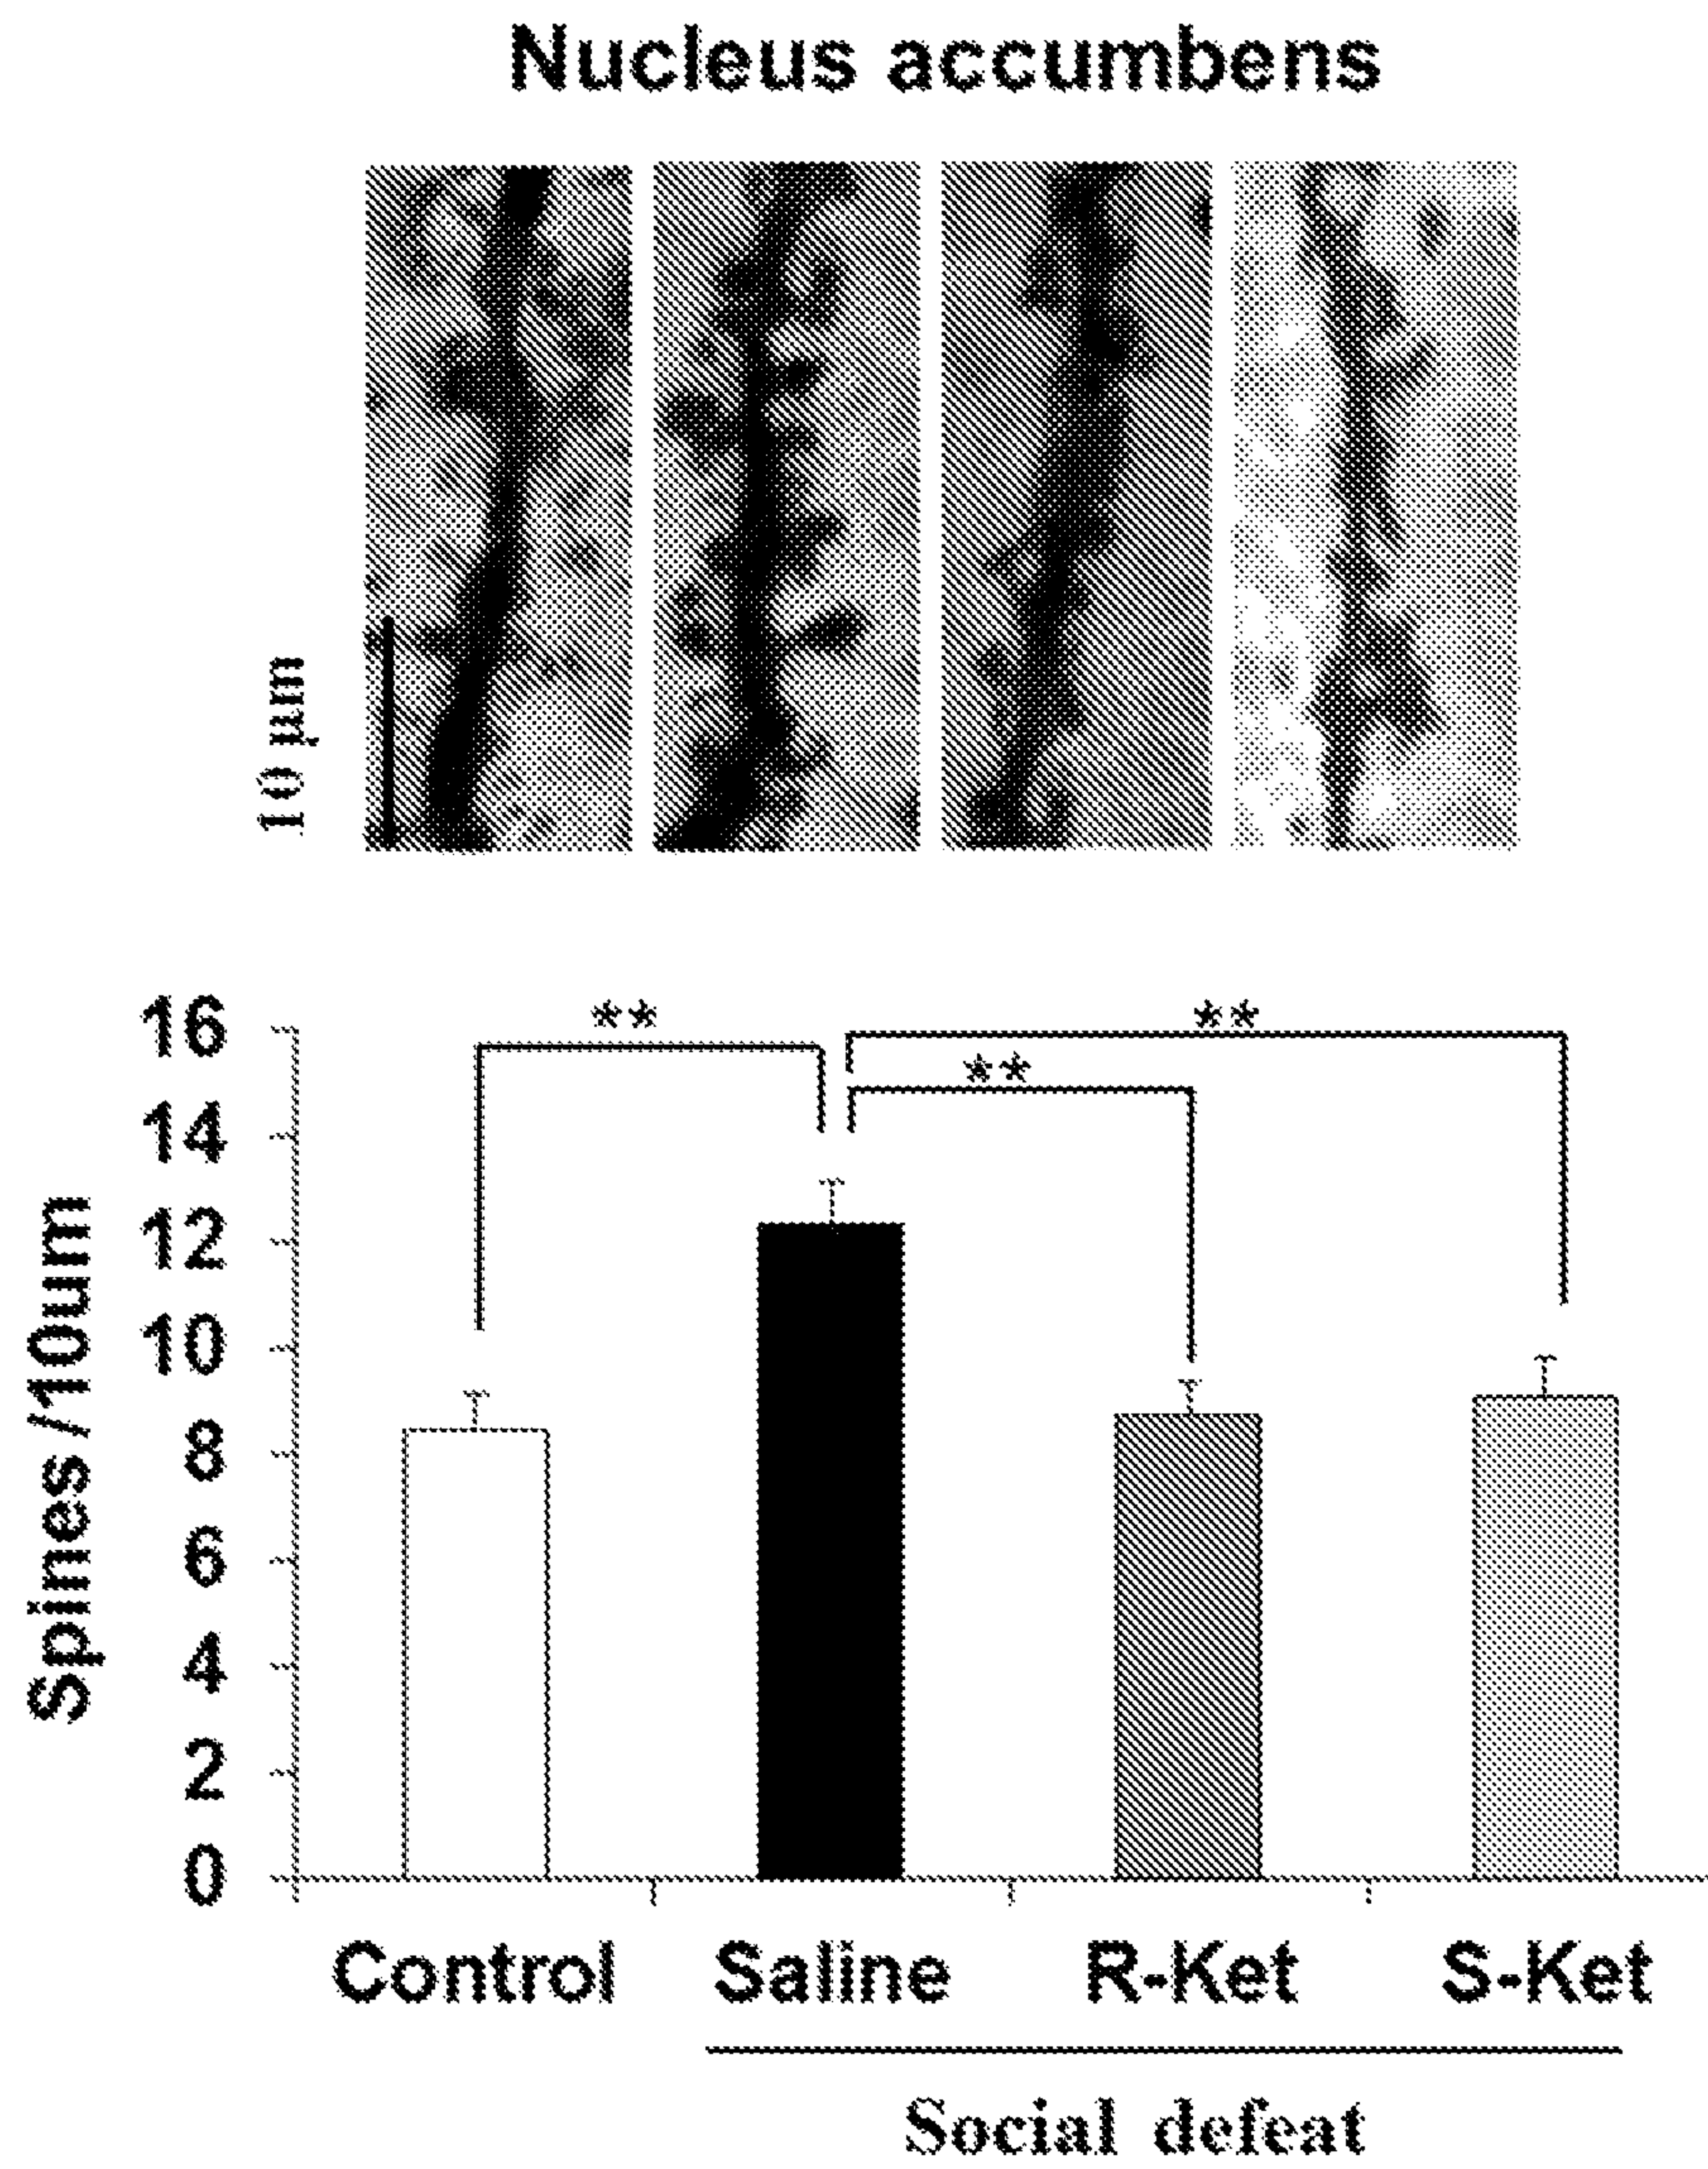 Nucleus accumbens
10 µm
** **
**
Spines /10um
16
14
12
10
8
6
4
2
0
Control Saline R-Ket S-Ket
Social defeat